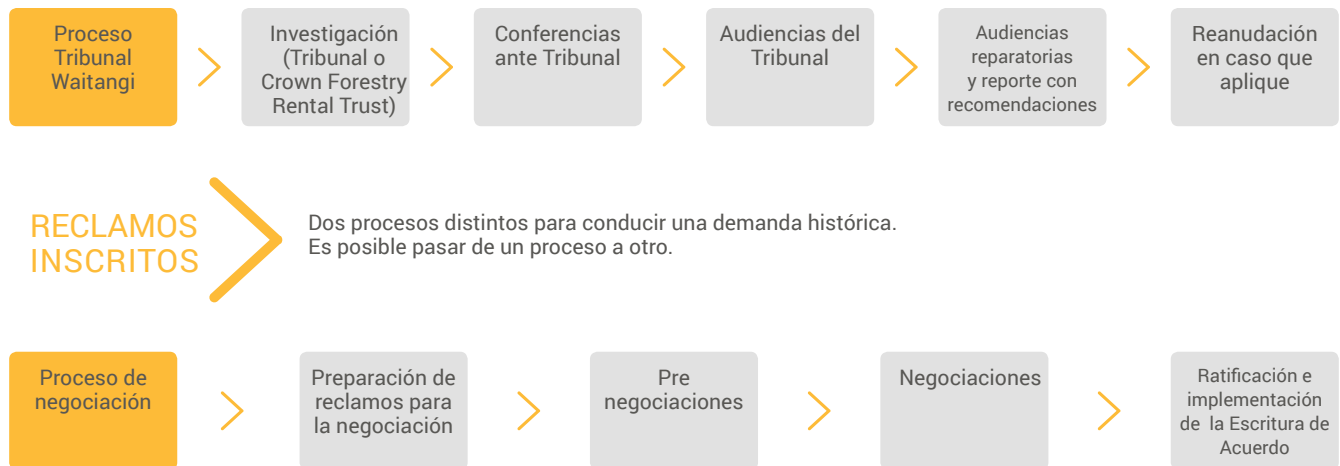 Proceso
Tribunal
Waitangi
Investigación
(Tribunal o
Crown Forestry
Rental Trust)
Conferencias
ante Tribunal
Audiencias del
Tribunal
Audiencias
reparatorias
y reporte con
recomendaciones
Reanudación
en caso que
aplique
RECLAMOS
INSCRITOS
Dos procesos distintos para conducir una demanda histórica.
Es posible pasar de un proceso a otro.
Proceso de
negociación
Preparación de
reclamos para
la negociación
Pre
negociaciones
Negociaciones
Ratificación e
implementación
de la Escritura de
Acuerdo